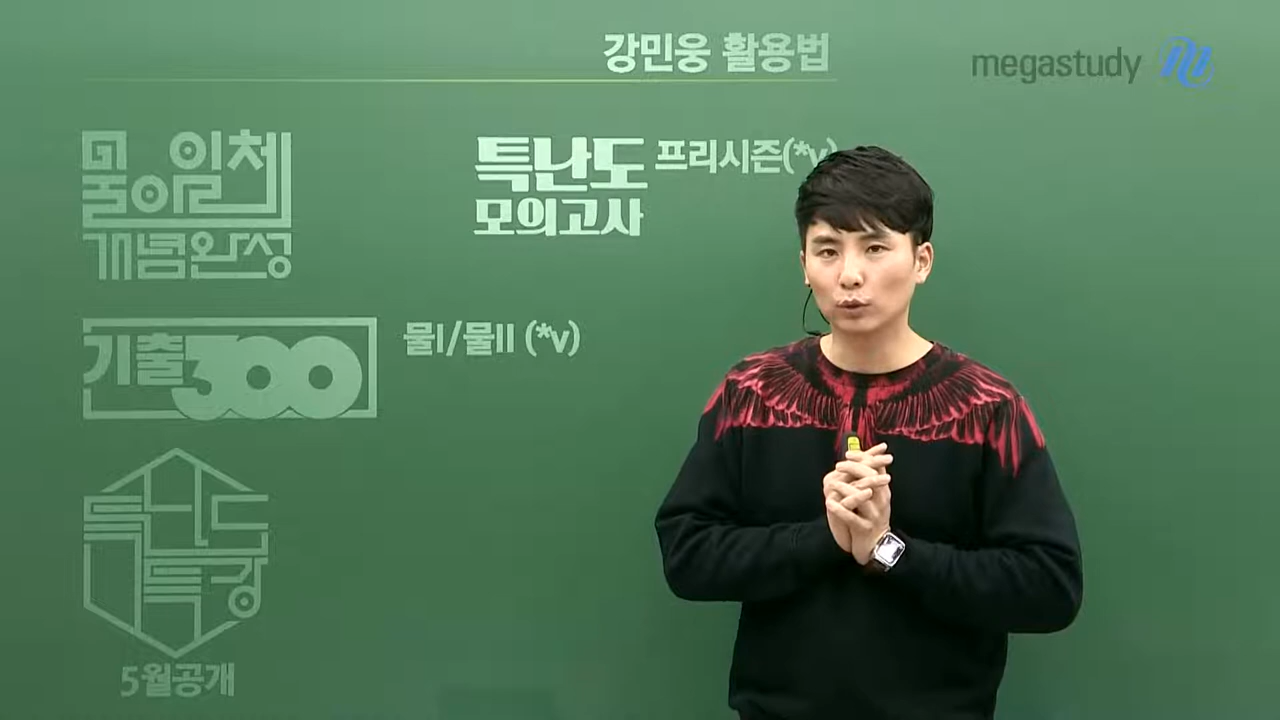 강민웅 활용법
megastudy
물아일체
개념완성
특난도 프리시즌(*v)
모의고사
기출300
물I/물II (*v)
특난도
특강
5월공개